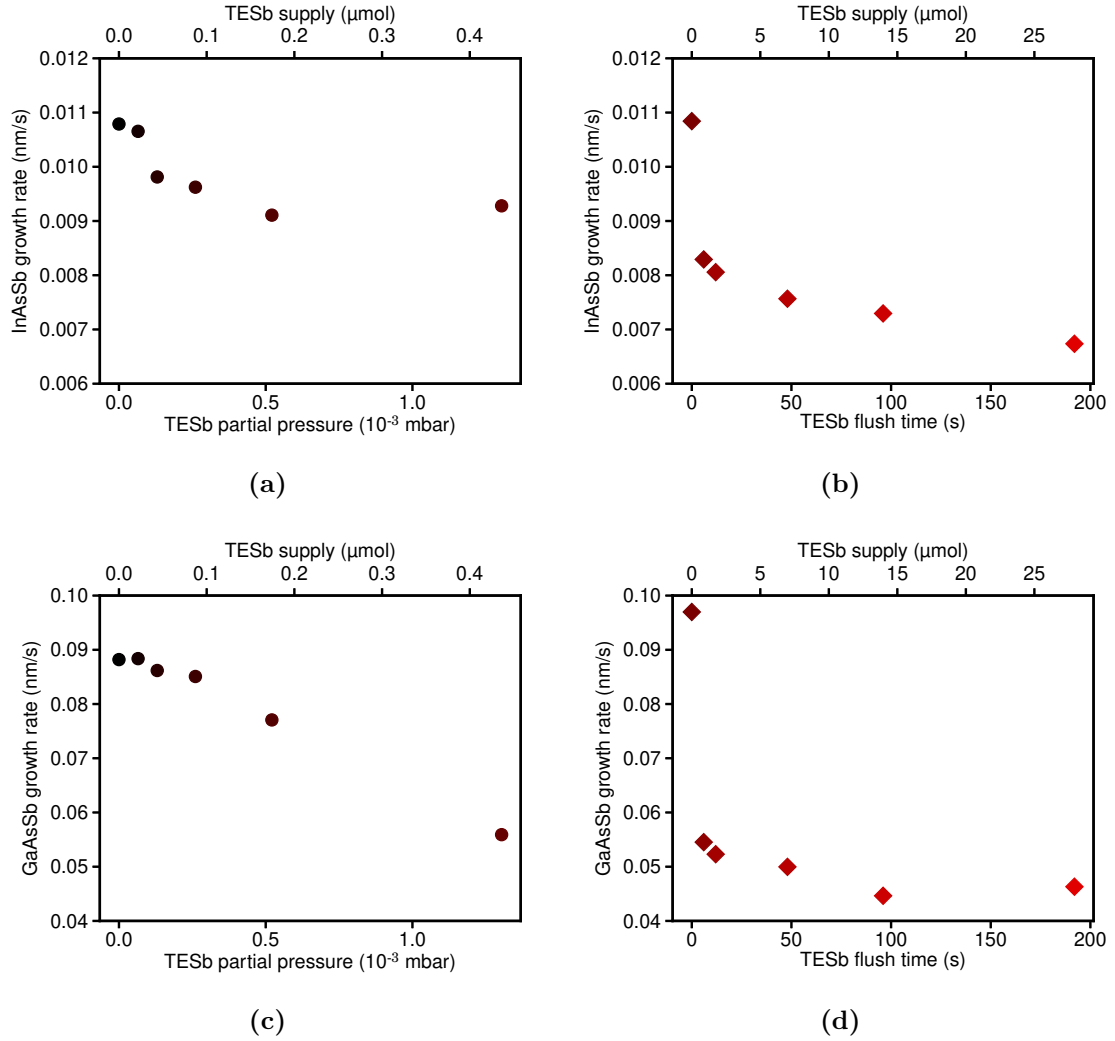 TESb supply (µmol)
0.0 0.1 0.2 0.3 0.4
0.012
0.011
0.010
0.009
0.008
0.007
0.006
InAsSb growth rate (nm/s)
0.0 0.5 1.0
TESb partial pressure (10⁻³ mbar)
(a)
TESb supply (µmol)
0 5 10 15 20 25
0.012
0.011
0.010
0.009
0.008
0.007
0.006
InAsSb growth rate (nm/s)
0 50 100 150 200
TESb flush time (s)
(b)
TESb supply (µmol)
0.0 0.1 0.2 0.3 0.4
0.10
0.09
0.08
0.07
0.06
0.05
0.04
GaAsSb growth rate (nm/s)
0.0 0.5 1.0
TESb partial pressure (10⁻³ mbar)
(c)
TESb supply (µmol)
0 5 10 15 20 25
0.10
0.09
0.08
0.07
0.06
0.05
0.04
GaAsSb growth rate (nm/s)
0 50 100 150 200
TESb flush time (s)
(d)